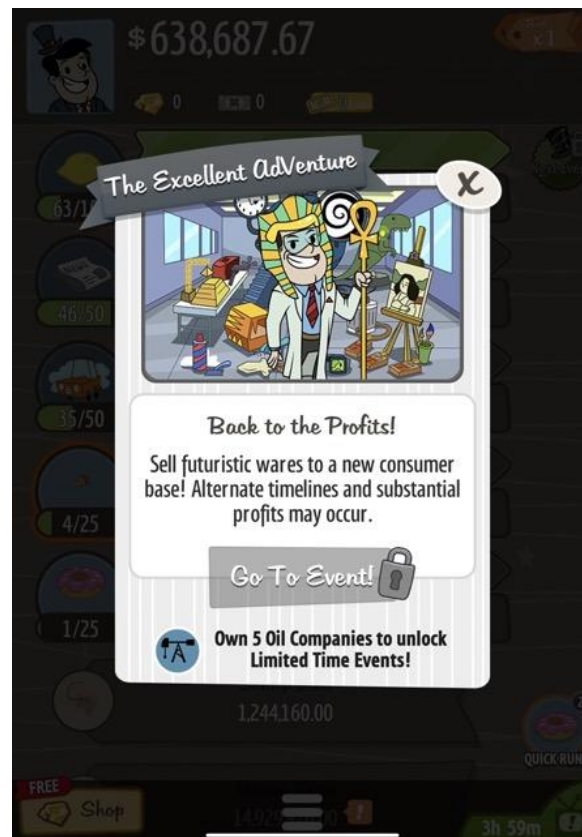 $638,687.67
x 1
0
0
The Excellent AdVenture
X
46/50
35/50
4/25
1/25
Back to the Profits!
Sell futuristic wares to a new consumer
base! Alternate timelines and substantial
profits may occur.
Go To Event!
Own 5 Oil Companies to unlock
Limited Time Events!
1,244,160.00
QUICK RUN
FREE
Shop
3h 59m